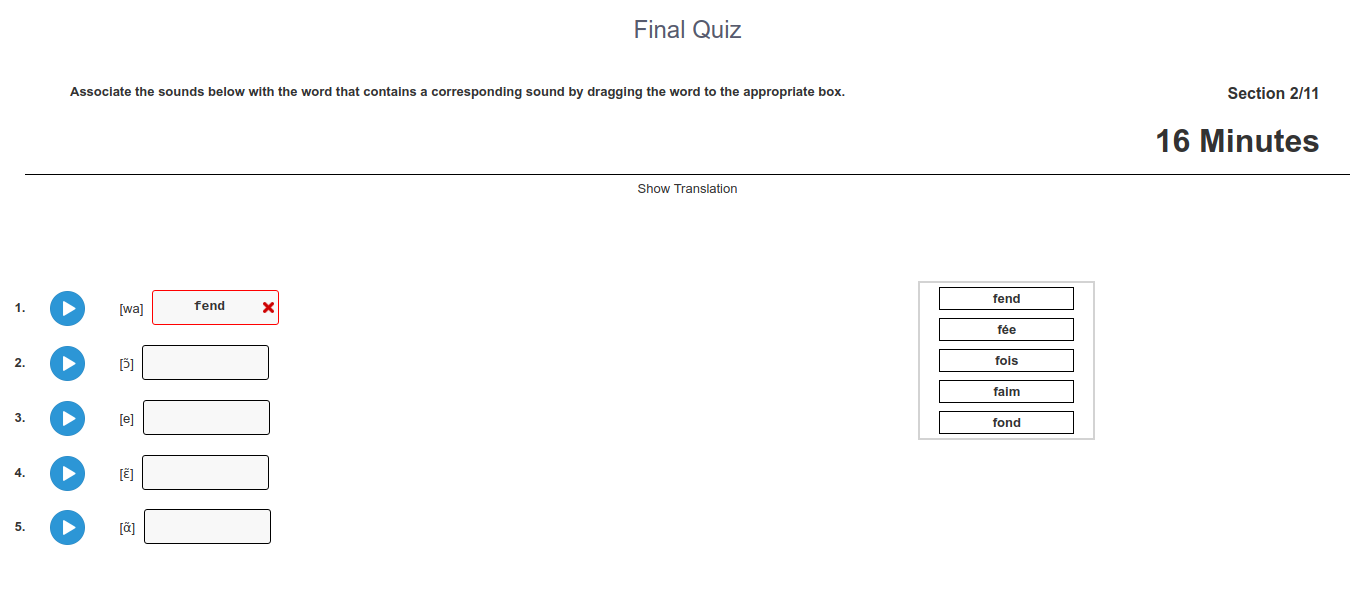 Final Quiz
Associate the sounds below with the word that contains a corresponding sound by dragging the word to the appropriate box.
Section 2/11
16 Minutes
Show Translation
1. [wa] fend
2. [ɔ̃]
3. [e]
4. [ɛ̃]
5. [ɑ̃]
fend
fée
fois
faim
fond